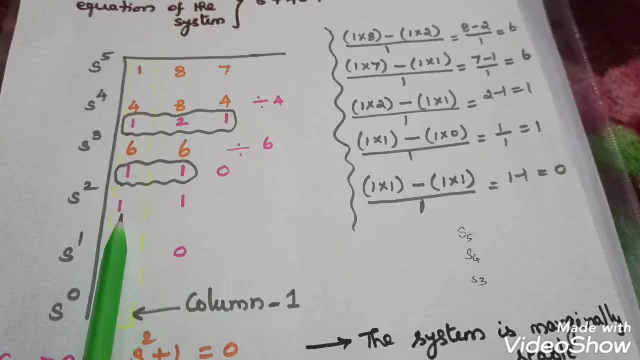 equation of the
system
s⁵ 1 8 7
s⁴ 4 8 4 ÷4
1 2 1
s³ 6 6 ÷ 6
1 1 0
s² 1 1
s¹ 0
s⁰
Column-1
s²+1 = 0
(1×8) – (1×2) / 1 = 8-2 / 1 = 6
(1×7) – (1×1) / 1 = 7-1 / 1 = 6
(1×2) – (1×1) / 1 = 2-1 = 1
(1×1) – (1×0) / 1 = 1/1 = 1
(1×1) – (1×1) / 1 = 1-1 = 0
S5
S4
S3
→ The system is marginally
Made with
VideoShow